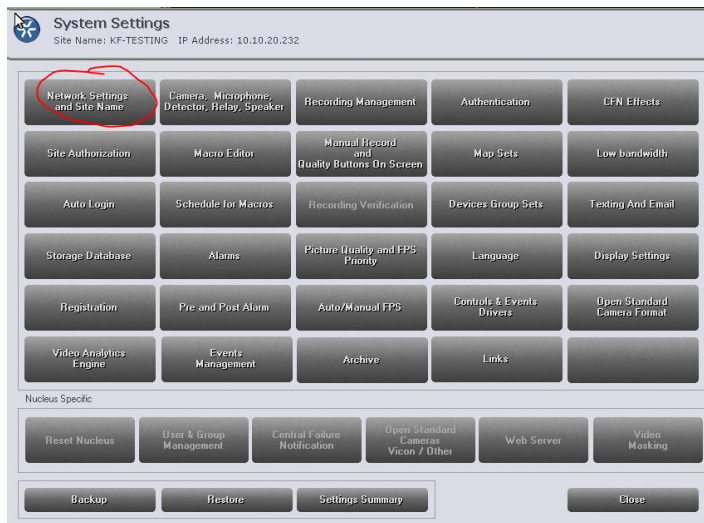 System Settings
Site Name: KF-TESTING IP Address: 10.10.20.232
Network Settings
and Site Name
Camera, Microphone,
Detector, Relay, Speaker
Recording Management
Authentication
CFN Effects
Site Authorization
Macro Editor
Manual Record
and
Quality Buttons On Screen
Map Sets
Low bandwidth
Auto Login
Schedule for Macros
Recording Verification
Devices Group Sets
Texting And Email
Storage Database
Alarms
Picture Quality and FPS
Priority
Language
Display Settings
Registration
Pre and Post Alarm
Auto/Manual FPS
Controls & Events
Drivers
Open Standard
Camera Format
Video Analytics
Engine
Events
Management
Archive
Links
Nucleus Specific
Reset Nucleus
User & Group
Management
Central Failure
Notification
Open Standard
Cameras
Vicon / Other
Web Server
Video
Masking
Backup
Restore
Settings Summary
Close